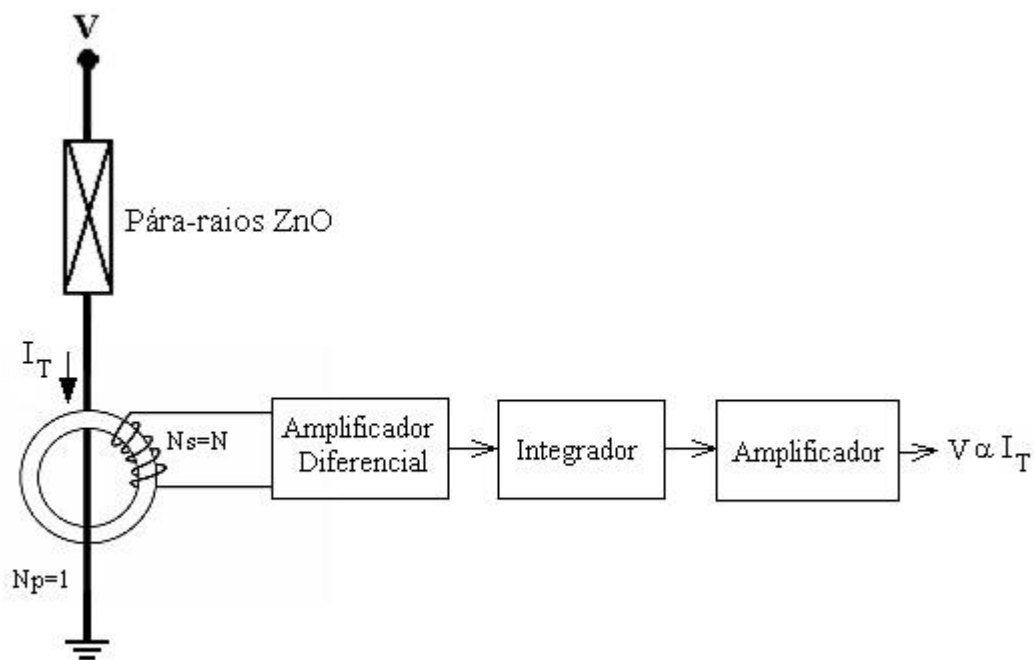 V
Pára-raios ZnO
I_T
Ns=N
Amplificador
Diferencial
Integrador
Amplificador
V α I_T
Np=1